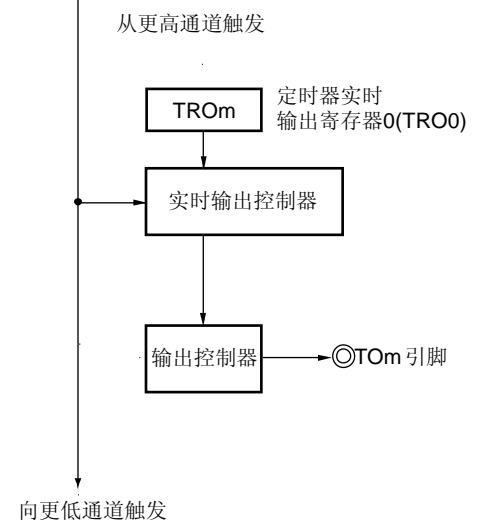 从更高通道触发
TROm
定时器实时
输出寄存器0(TRO0)
实时输出控制器
输出控制器
TOm 引脚
向更低通道触发